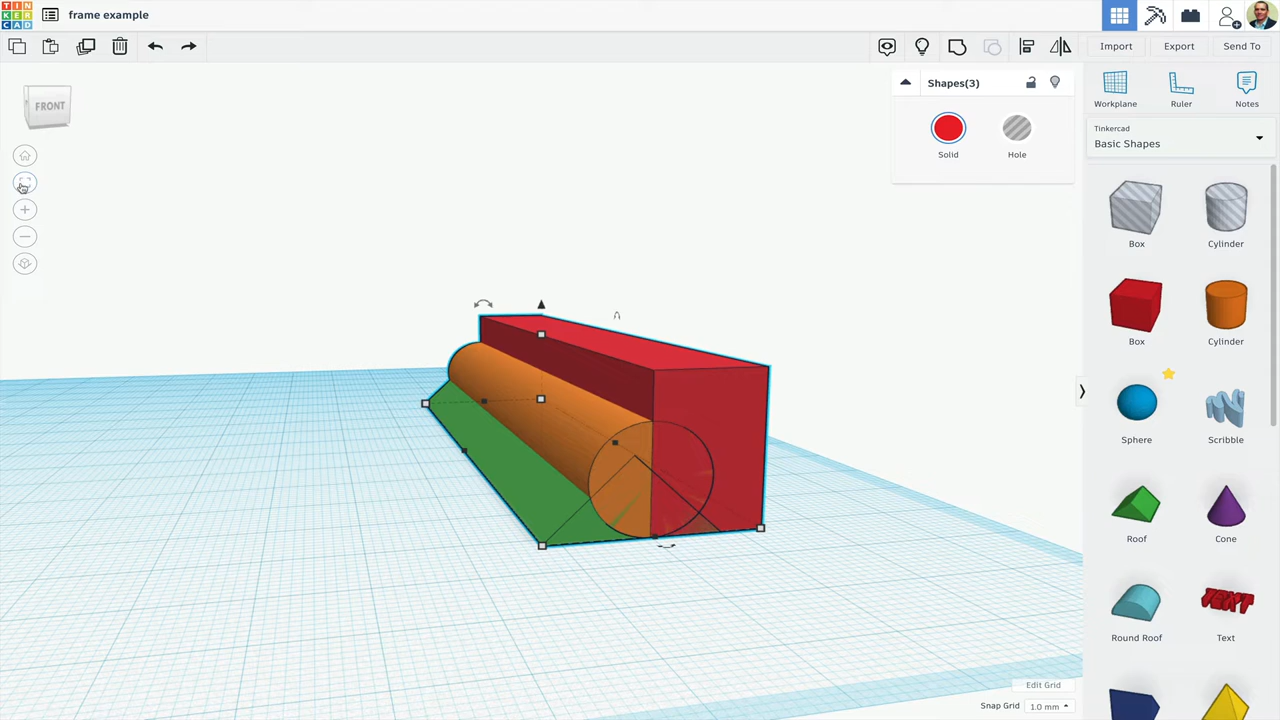 TIN
KER
CAD
frame example
Import
Export
Send To
FRONT
Shapes(3)
Solid
Hole
Workplane
Ruler
Notes
Tinkercad
Basic Shapes
Box
Cylinder
Box
Cylinder
Sphere
Scribble
Roof
Cone
Round Roof
Text
TEXT
Edit Grid
Snap Grid
1.0 mm